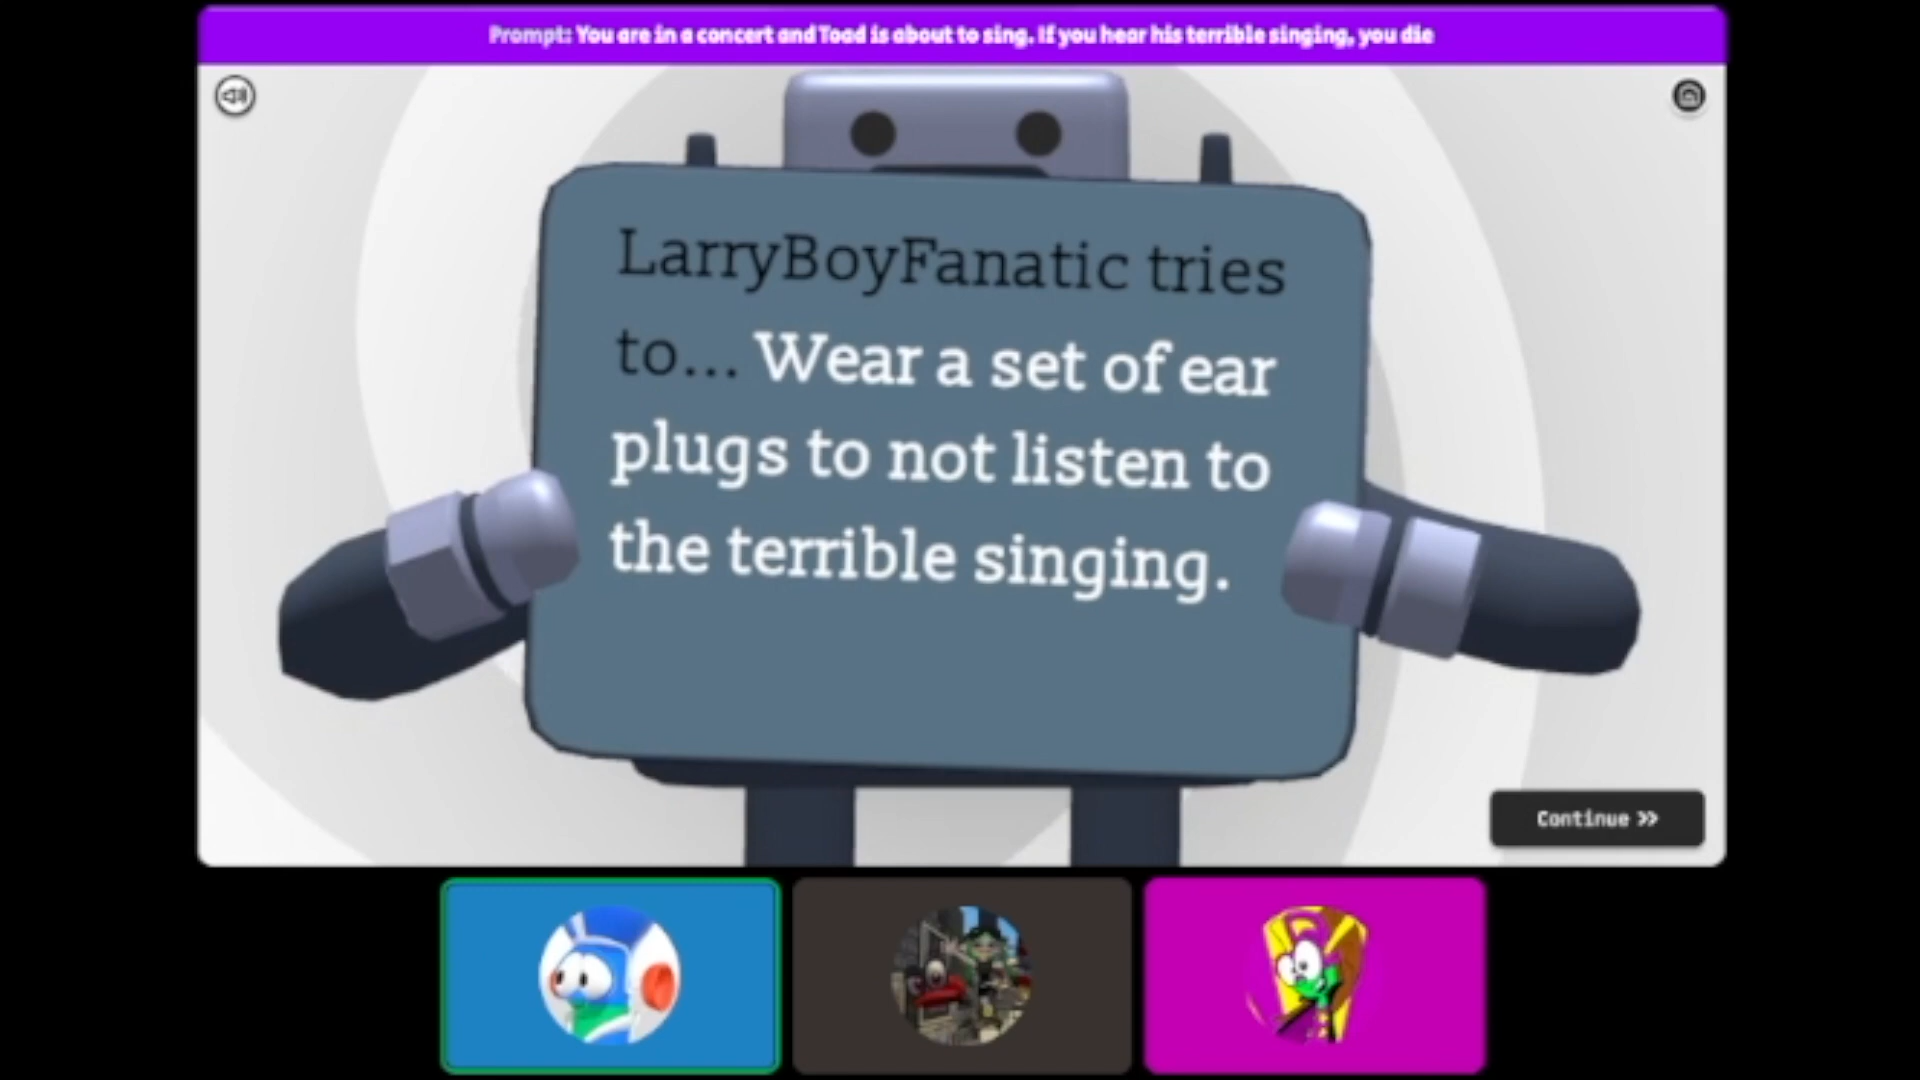 Prompt: You are in a concert and Toad is about to sing. If you hear his terrible singing, you die
LarryBoyFanatic tries
to... Wear a set of ear
plugs to not listen to
the terrible singing.
Continue >>